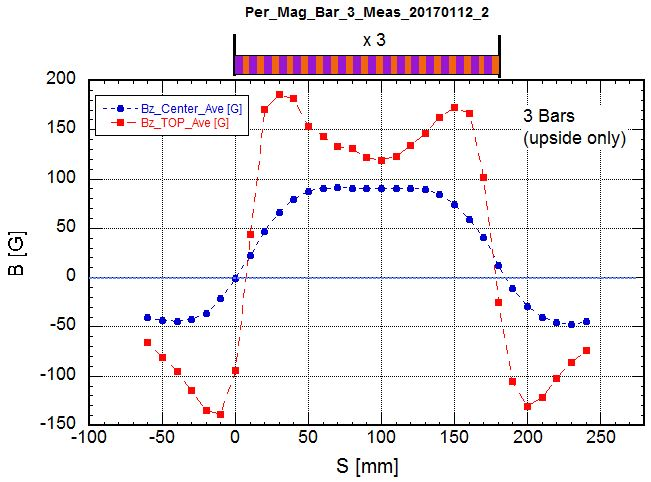 Per_Mag_Bar_3_Meas_20170112_2
x 3
200
150
100
50
0
-50
-100
-150
B [G]
Bz_Center_Ave [G]
Bz_TOP_Ave [G]
3 Bars
(upside only)
-100
-50
0
50
100
150
200
250
S [mm]